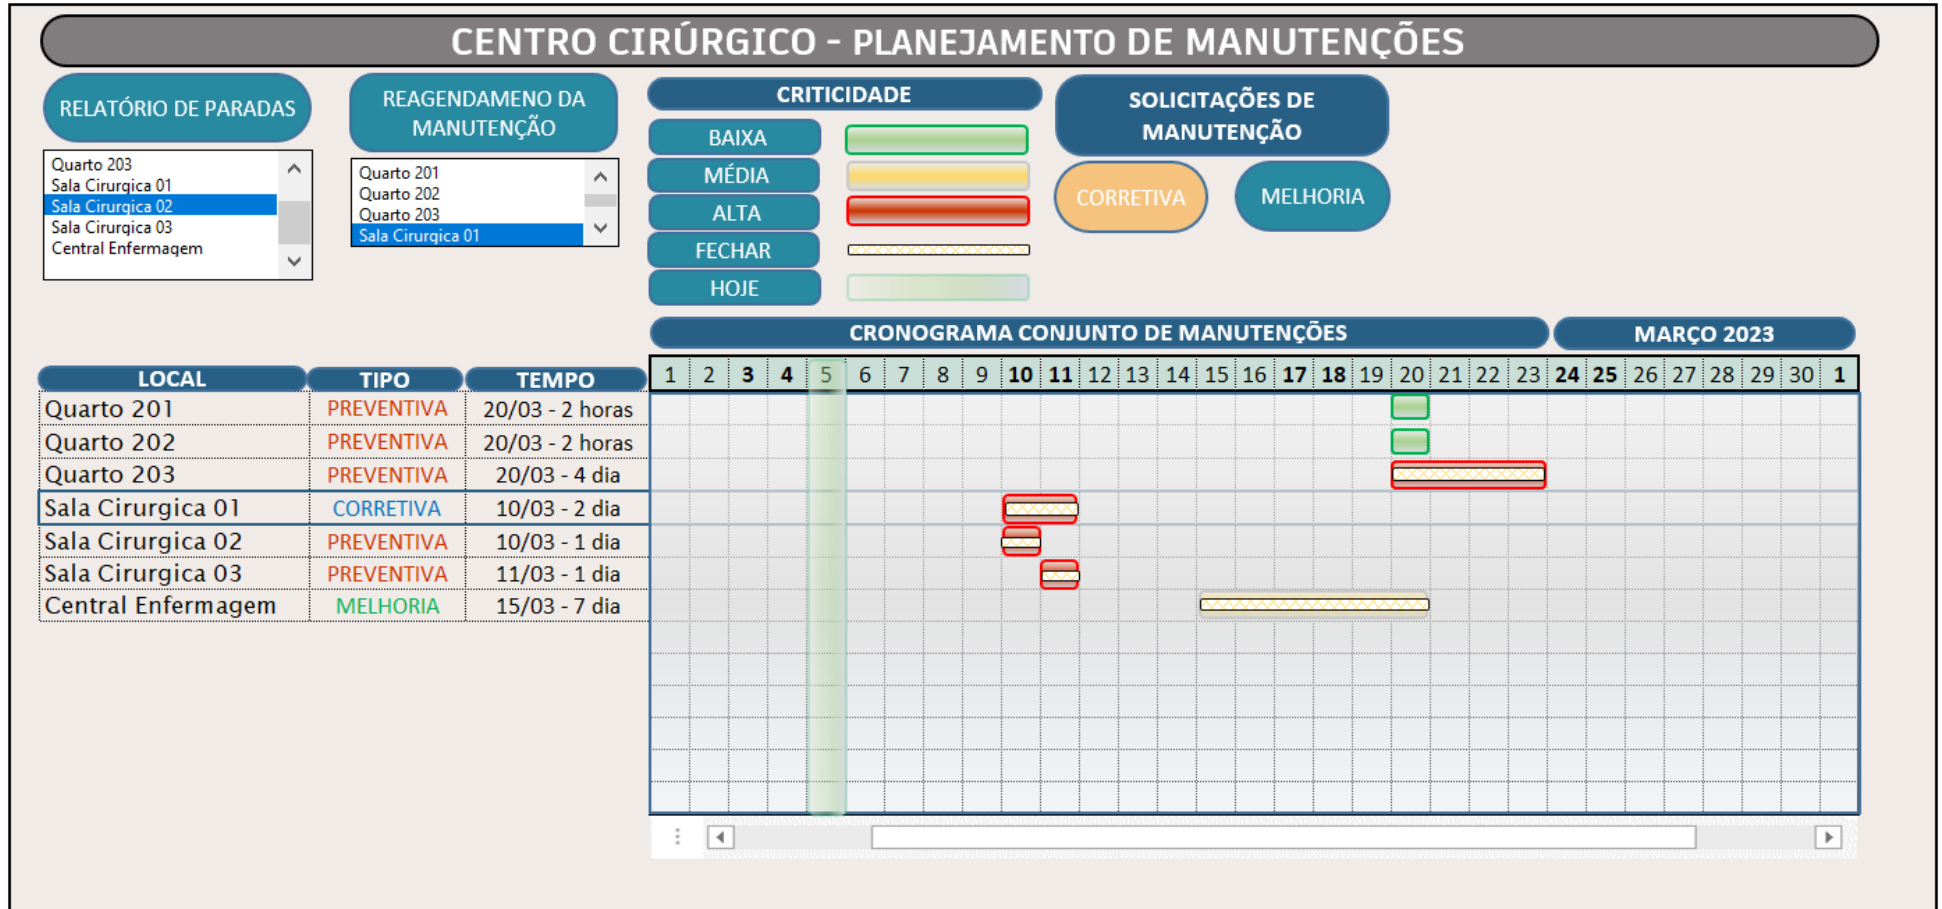 CENTRO CIRÚRGICO - PLANEJAMENTO DE MANUTENÇÕES
RELATÓRIO DE PARADAS
Quarto 203
Sala Cirurgica 01
Sala Cirurgica 02
Sala Cirurgica 03
Central Enfermagem
REAGENDAMENO DA
MANUTENÇÃO
Quarto 201
Quarto 202
Quarto 203
Sala Cirurgica 01
CRITICIDADE
BAIXA
MÉDIA
ALTA
FECHAR
HOJE
SOLICITAÇÕES DE
MANUTENÇÃO
CORRETIVA MELHORIA
CRONOGRAMA CONJUNTO DE MANUTENÇÕES MARÇO 2023
LOCAL TIPO TEMPO 1 2 3 4 5 6 7 8 9 10 11 12 13 14 15 16 17 18 19 20 21 22 23 24 25 26 27 28 29 30 1
Quarto 201 PREVENTIVA 20/03 - 2 horas
Quarto 202 PREVENTIVA 20/03 - 2 horas
Quarto 203 PREVENTIVA 20/03 - 4 dia
Sala Cirurgica 01 CORRETIVA 10/03 - 2 dia
Sala Cirurgica 02 PREVENTIVA 10/03 - 1 dia
Sala Cirurgica 03 PREVENTIVA 11/03 - 1 dia
Central Enfermagem MELHORIA 15/03 - 7 dia